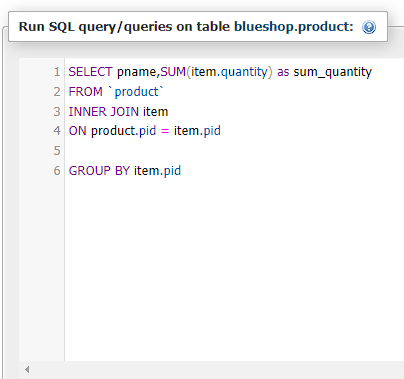 Run SQL query/queries on table blueshop.product:
1 SELECT pname,SUM(item.quantity) as sum_quantity
2 FROM `product`
3 INNER JOIN item
4 ON product.pid = item.pid
5
6 GROUP BY item.pid